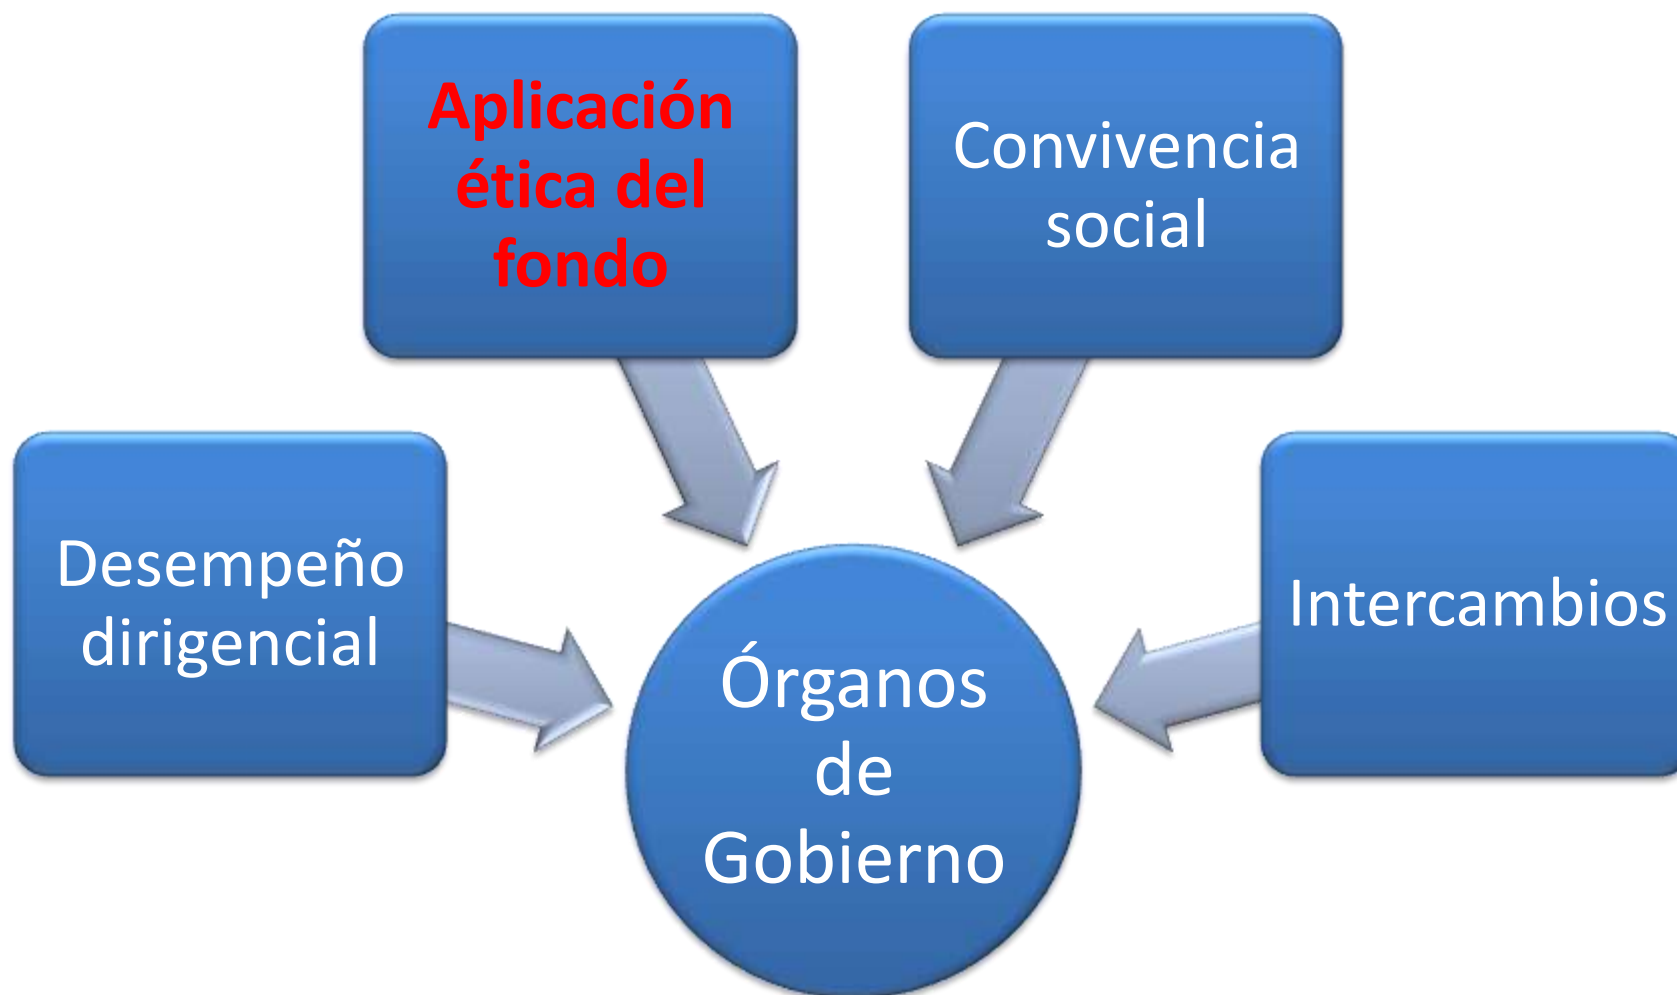 Aplicación
ética del
fondo
Convivencia
social
Desempeño
dirigencial
Intercambios
Órganos
de
Gobierno